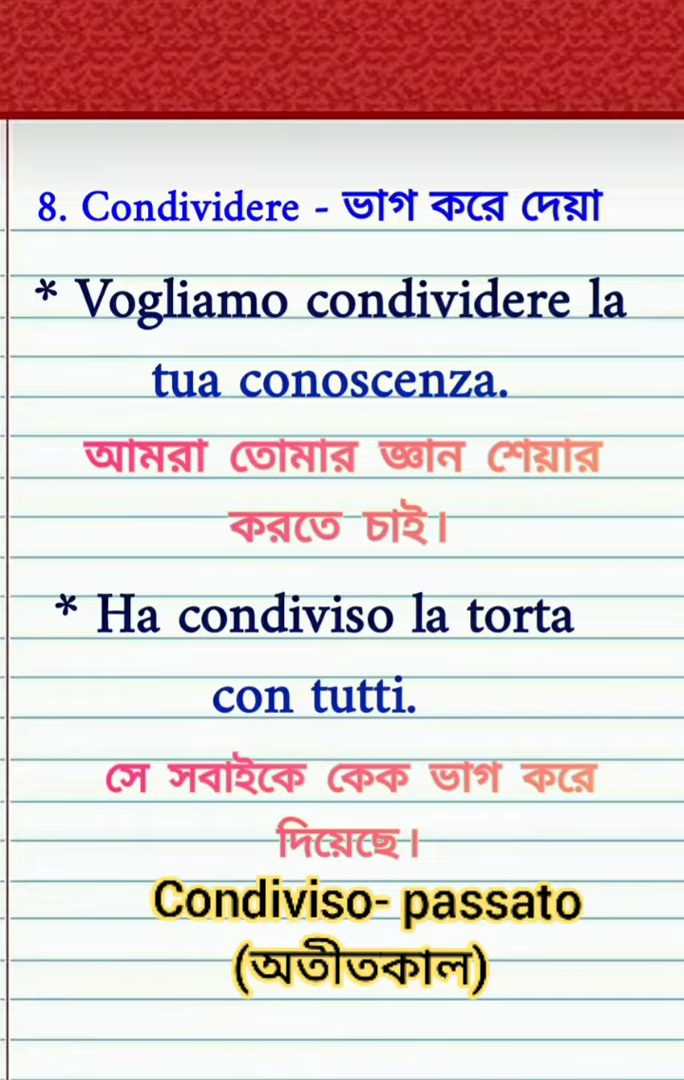 8. Condividere - ভাগ করে দেয়া
* Vogliamo condividere la
tua conoscenza.
আমরা তোমার জ্ঞান শেয়ার
করতে চাই।
* Ha condiviso la torta
con tutti.
সে সবাইকে কেক ভাগ করে
দিয়েছে।
Condiviso- passato
(অতীতকাল)